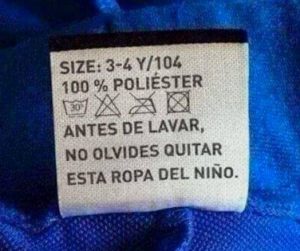 SIZE: 3-4 Y/104
100 % POLIÉSTER
30°
ANTES DE LAVAR,
NO OLVIDES QUITAR
ESTA ROPA DEL NIÑO.